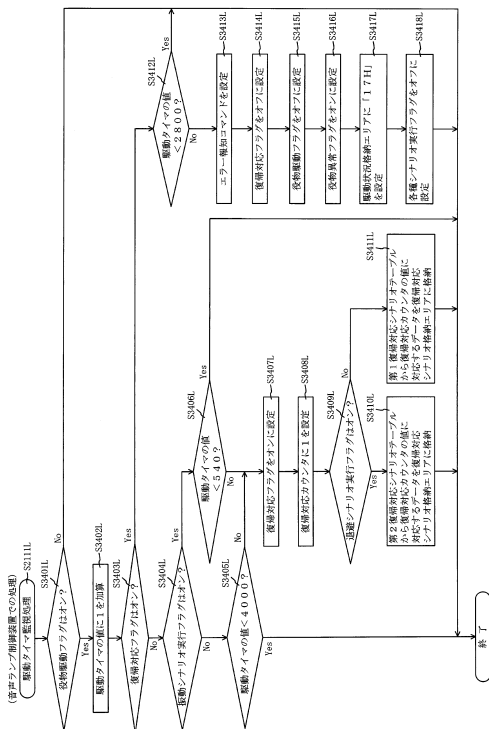 (音声ランプ制御装置での処理)
駆動タイマ監視処理
S2111L
S3401L
役物駆動フラグはオン?
No
Yes
S3402L
駆動タイマの値に1を加算
S3403L
復帰対応フラグはオン?
Yes
No
S3404L
振動シナリオ実行フラグはオン?
Yes
No
S3405L
駆動タイマの値<4000?
No
Yes
S3406L
駆動タイマの値
<540?
Yes
No
S3407L
復帰対応フラグをオンに設定
S3408L
復帰対応カウンタに1を設定
S3409L
退避シナリオ実行フラグはオン?
No
Yes
S3410L
第2復帰対応シナリオテーブル
から復帰対応カウンタの値に
対応するデータを復帰対応
シナリオ格納エリアに格納
S3411L
第1復帰対応シナリオテーブル
から復帰対応カウンタの値に
対応するデータを復帰対応
シナリオ格納エリアに格納
S3412L
駆動タイマの値
<2800?
Yes
No
S3413L
エラー報知コマンドを設定
S3414L
復帰対応フラグをオフに設定
S3415L
役物駆動フラグをオフに設定
S3416L
役物異常フラグをオンに設定
S3417L
駆動状況格納エリアに「17H」
を設定
S3418L
各種シナリオ実行フラグをオフに
設定
終了